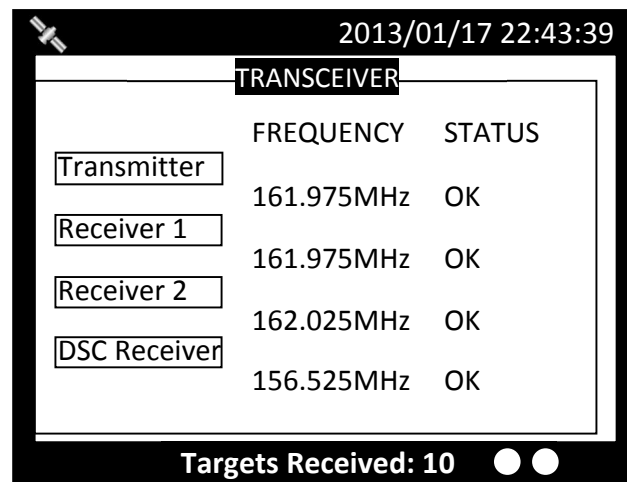 2013/01/17 22:43:39
TRANSCEIVER
FREQUENCY STATUS
Transmitter
161.975MHz OK
Receiver 1
161.975MHz OK
Receiver 2
162.025MHz OK
DSC Receiver
156.525MHz OK
Targets Received: 10